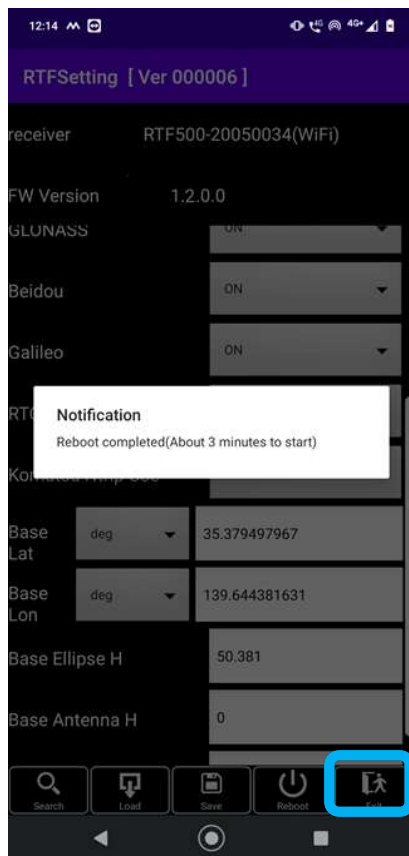 12:14
4G 4G+
RTFSetting [ Ver 000006 ]
receiver RTF500-20050034(WiFi)
FW Version 1.2.0.0
GLONASS ON
Beidou ON
Galileo ON
Notification
Reboot completed(About 3 minutes to start)
Base Lat deg 35.379497967
Base Lon deg 139.644381631
Base Ellipse H 50.381
Base Antenna H 0
Search Load Save Reboot Exit